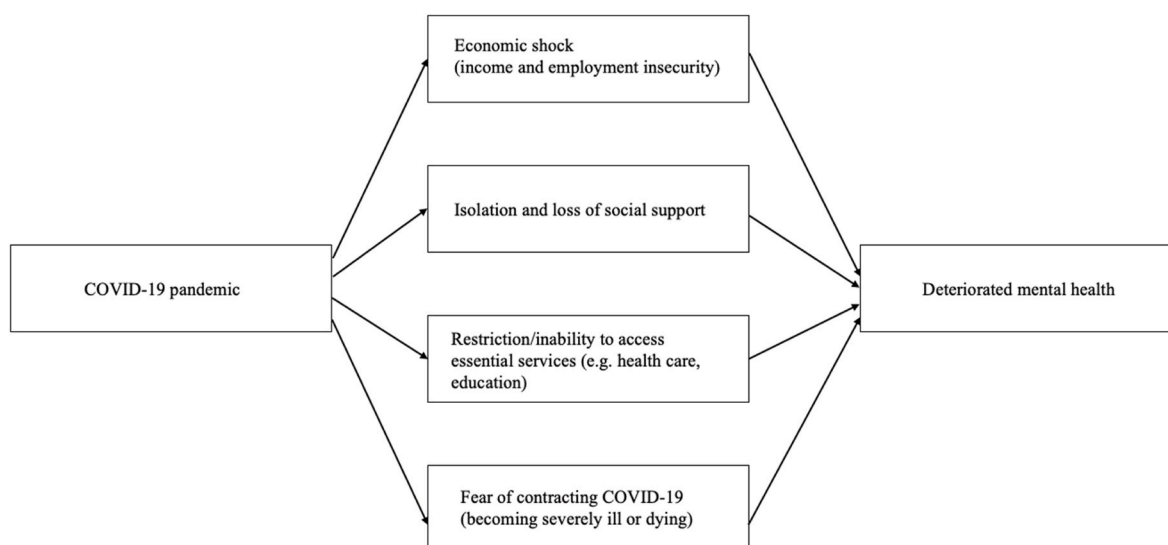 Economic shock
(income and employment insecurity)
Isolation and loss of social support
COVID-19 pandemic
Deteriorated mental health
Restriction/inability to access
essential services (e.g. health care,
education)
Fear of contracting COVID-19
(becoming severely ill or dying)